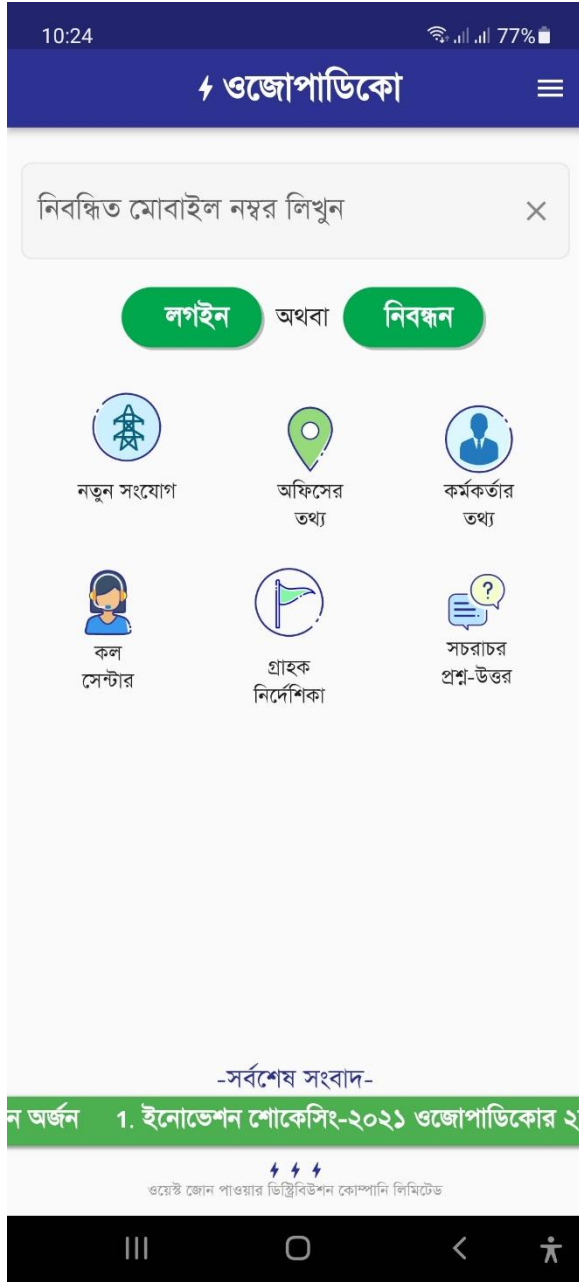 10:24 77%
ওজোপাডিকো
নিবন্ধিত মোবাইল নম্বর লিখুন
লগইন অথবা নিবন্ধন
নতুন সংযোগ
অফিসের
তথ্য
কর্মকর্তার
তথ্য
কল
সেন্টার
গ্রাহক
নির্দেশিকা
?
সচরাচর
প্রশ্ন-উত্তর
-সর্বশেষ সংবাদ-
ন অর্জন 1. ইনোভেশন শোকেসিং-২০২১ ওজোপাডিকোর ২
ওয়েস্ট জোন পাওয়ার ডিস্ট্রিবিউশন কোম্পানি লিমিটেড